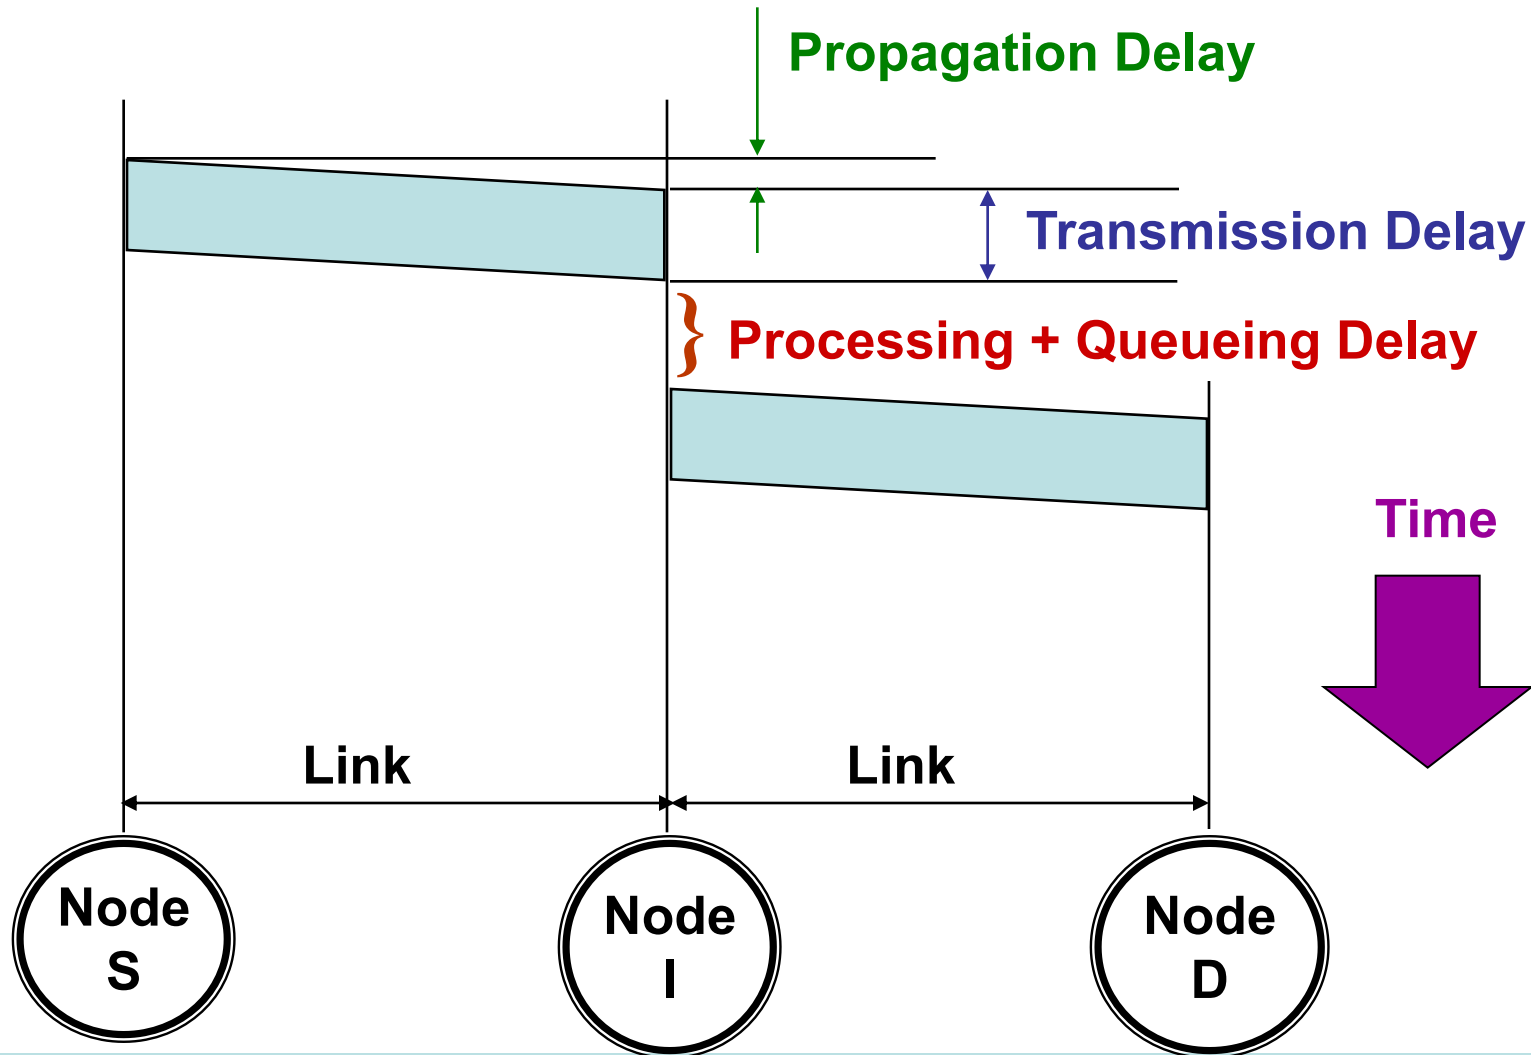 Propagation Delay
Transmission Delay
Processing + Queueing Delay
Time
Link
Link
Node
S
Node
I
Node
D